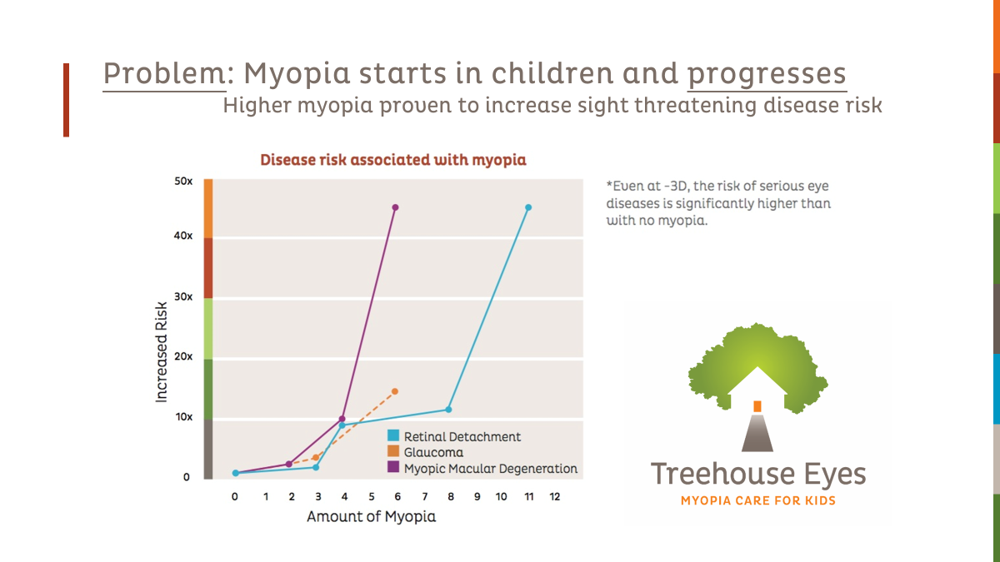 Problem: Myopia starts in children and progresses
Higher myopia proven to increase sight threatening disease risk
Disease risk associated with myopia
50x
40x
30x
20x
10x
0
Increased Risk
0 1 2 3 4 5 6 7 8 9 10 11 12
Amount of Myopia
Retinal Detachment
Glaucoma
Myopic Macular Degeneration
*Even at -3D, the risk of serious eye
diseases is significantly higher than
with no myopia.
Treehouse Eyes
MYOPIA CARE FOR KIDS